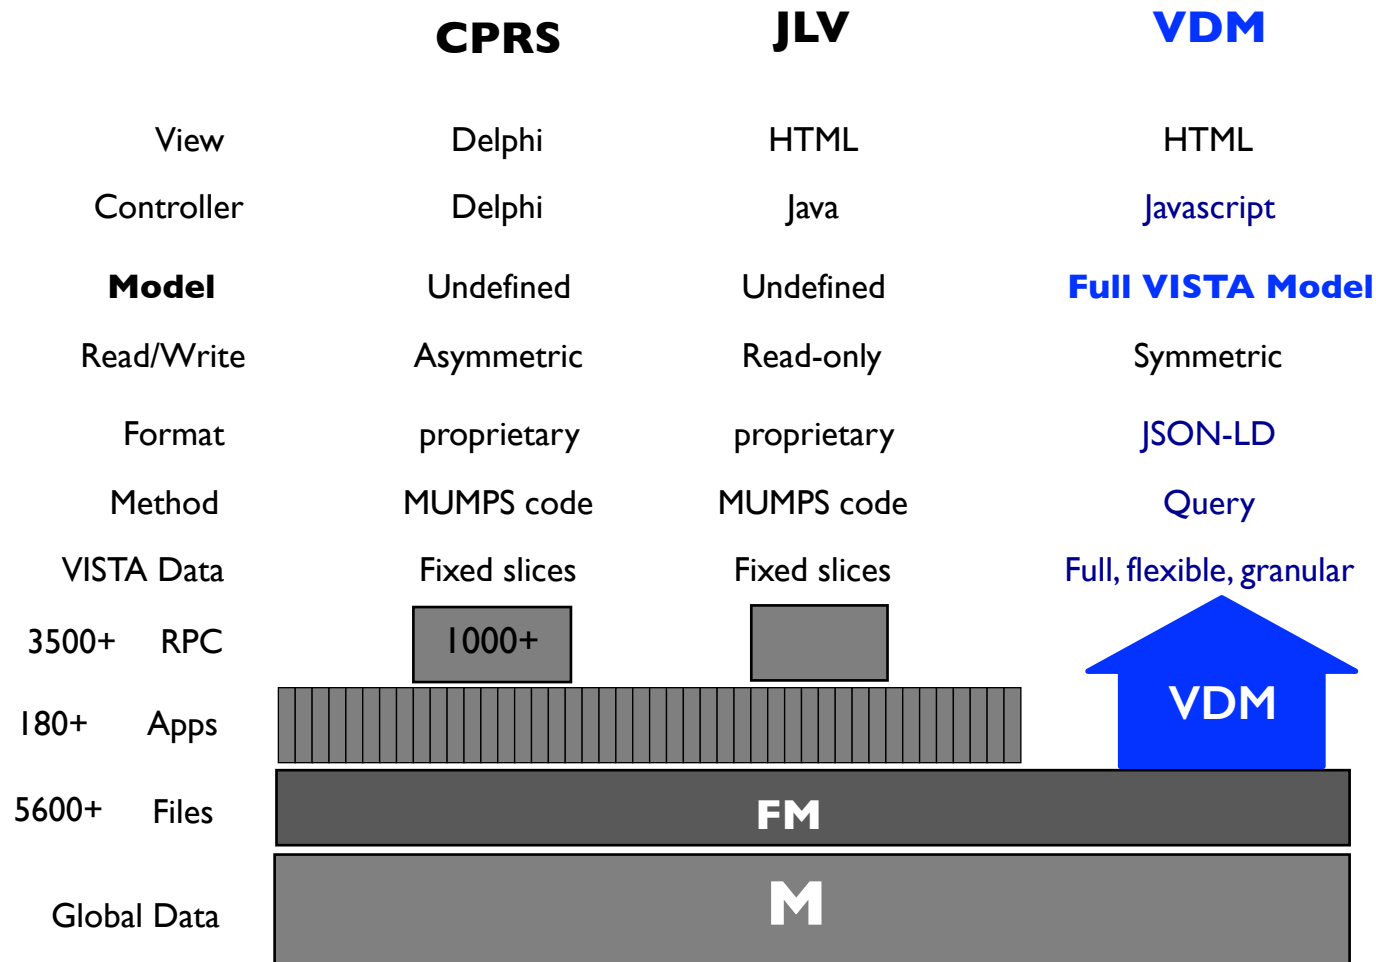 CPRS JLV VDM
View Delphi HTML HTML
Controller Delphi Java Javascript
Model Undefined Undefined Full VISTA Model
Read/Write Asymmetric Read-only Symmetric
Format proprietary proprietary JSON-LD
Method MUMPS code MUMPS code Query
VISTA Data Fixed slices Fixed slices Full, flexible, granular
3500+ RPC 1000+
180+ Apps VDM
5600+ Files FM
Global Data M